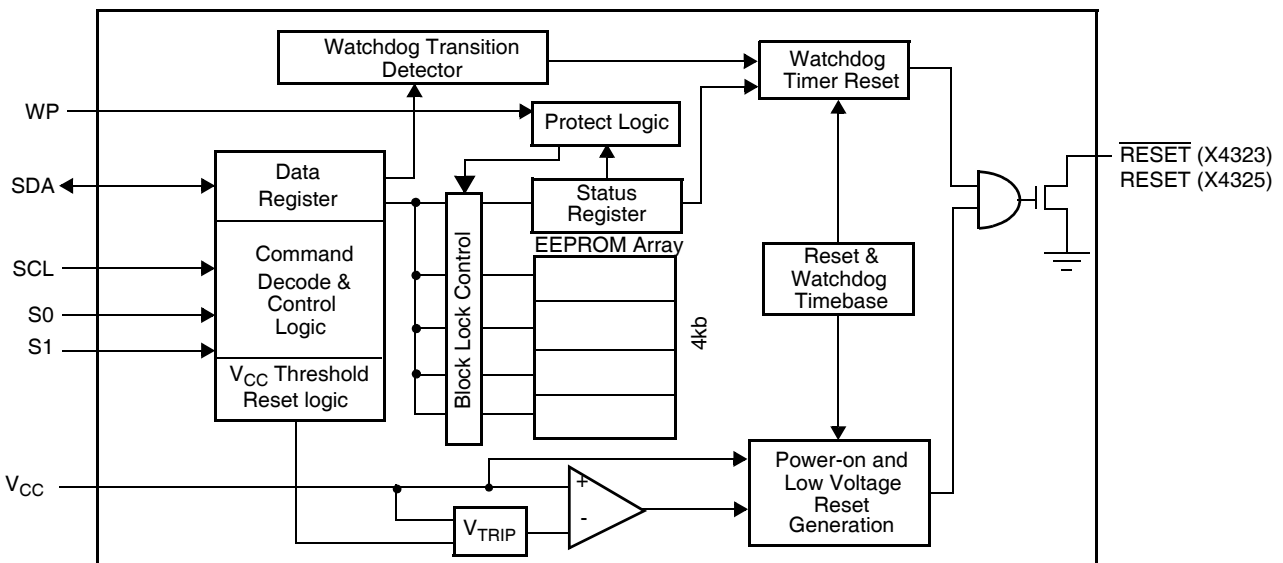 Watchdog Transition
Detector
Watchdog
Timer Reset
WP
Protect Logic
RESET (X4323)
RESET (X4325)
SDA
Data
Register
Status
Register
EEPROM Array
SCL
Command
Decode &
Control
Logic
S0
S1
Block Lock Control
4kb
Reset &
Watchdog
Timebase
VCC Threshold
Reset logic
VCC
+
-
VTRIP
Power-on and
Low Voltage
Reset
Generation